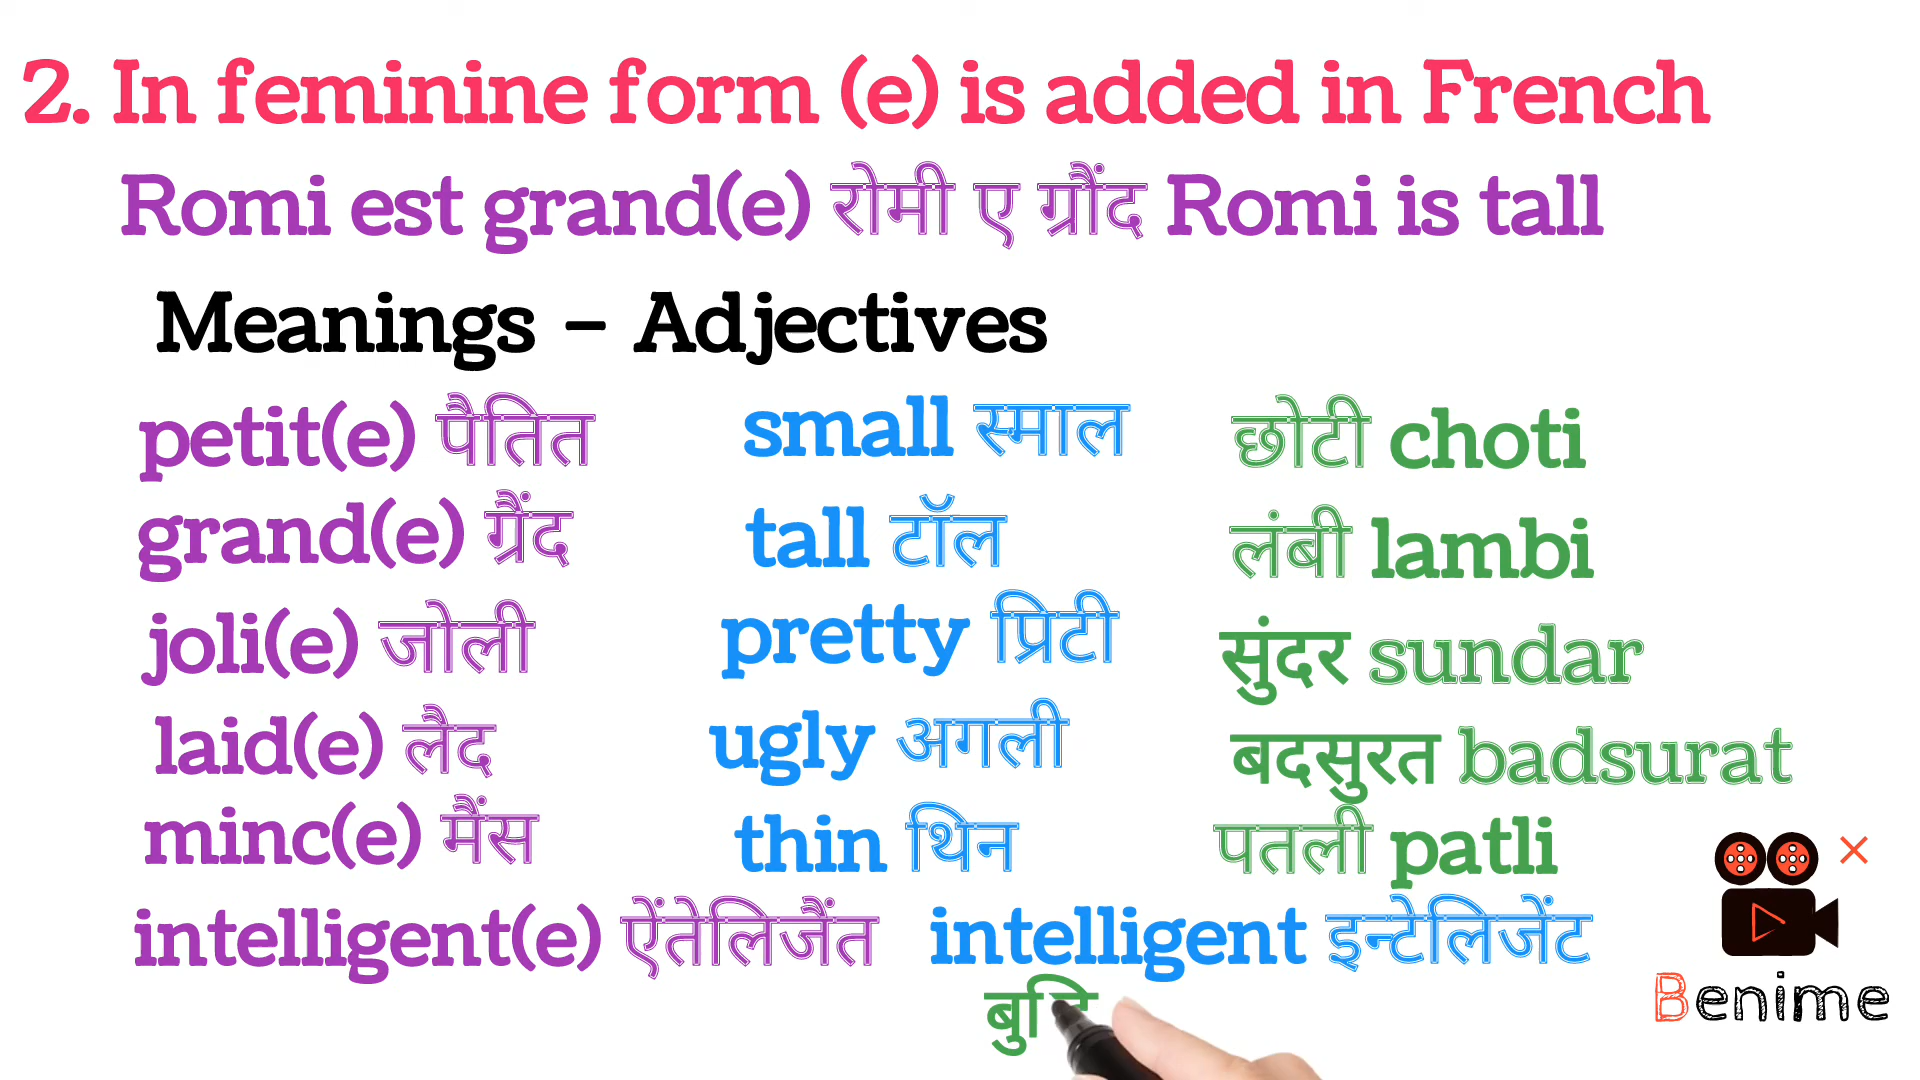 2. In feminine form (e) is added in French
Romi est grand(e) रोमी ए ग्रौंद Romi is tall
Meanings – Adjectives
petit(e) पैतित small स्माल छोटी choti
grand(e) ग्रैंद tall टॉल लंबी lambi
joli(e) जोली pretty प्रिटी सुंदर sundar
laid(e) लैद ugly अगली बदसुरत badsurat
minc(e) मैंस thin थिन पतली patli
intelligent(e) ऐंतेलिजैंत intelligent इन्टेलिजेंट
Benime